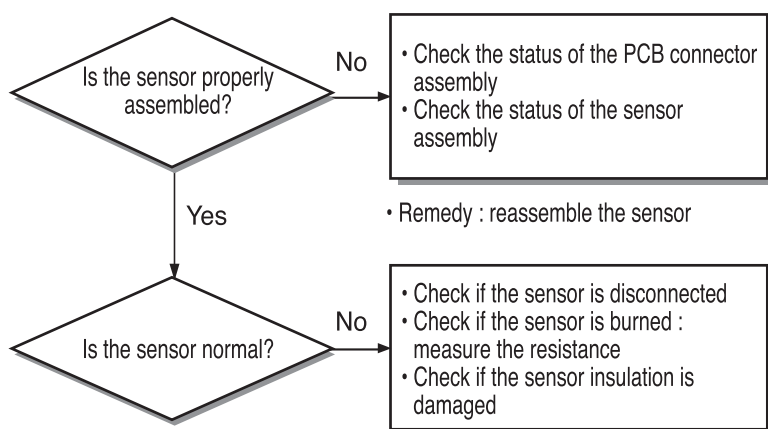 Is the sensor properly
assembled?
No
• Check the status of the PCB connector
assembly
• Check the status of the sensor
assembly
• Remedy : reassemble the sensor
Yes
Is the sensor normal?
No
• Check if the sensor is disconnected
• Check if the sensor is burned :
measure the resistance
• Check if the sensor insulation is
damaged